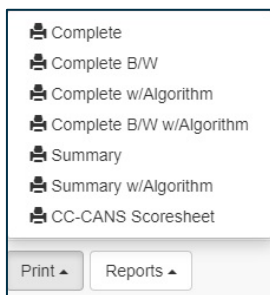 Complete
Complete B/W
Complete w/Algorithm
Complete B/W w/Algorithm
Summary
Summary w/Algorithm
CC-CANS Scoresheet
Print Reports